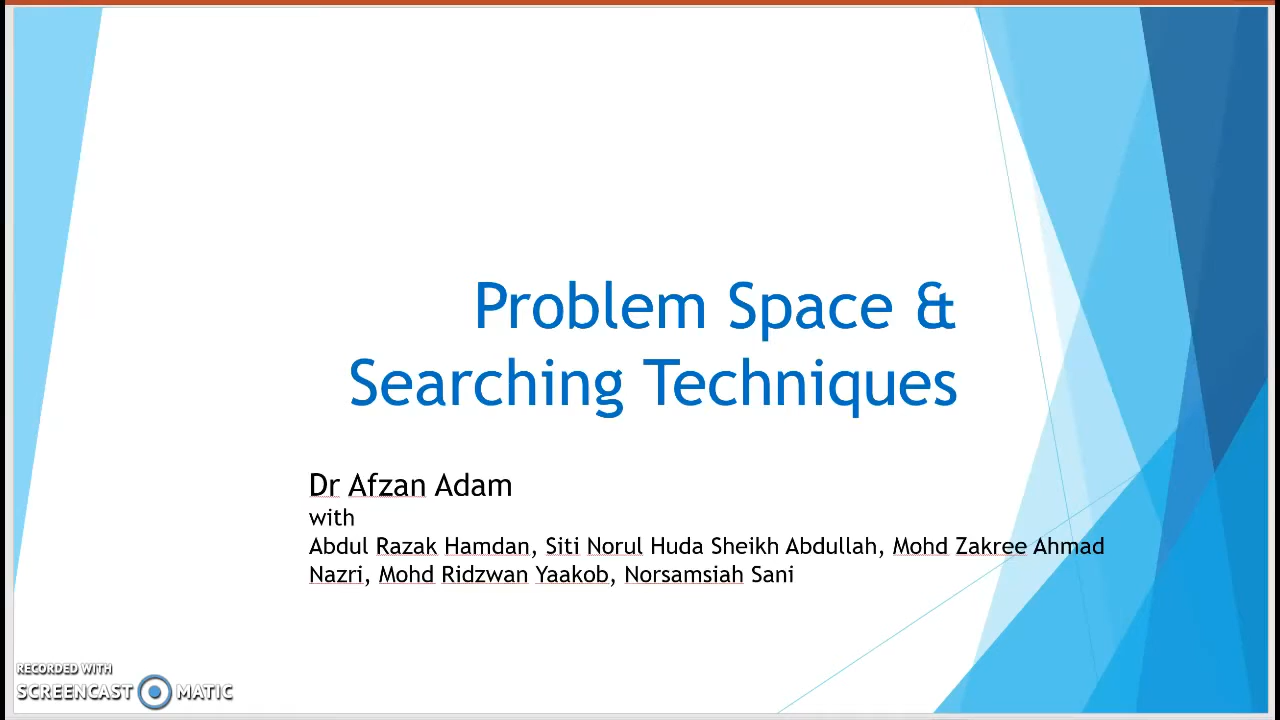 Problem Space &
Searching Techniques
Dr Afzan Adam
with
Abdul Razak Hamdan, Siti Norul Huda Sheikh Abdullah, Mohd Zakree Ahmad
Nazri, Mohd Ridzwan Yaakob, Norsamsiah Sani
RECORDED WITH
SCREENCAST MATIC